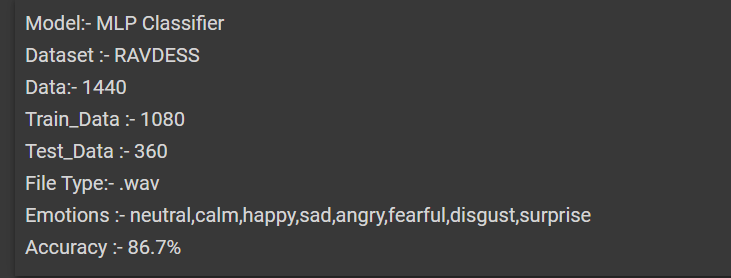 Model:- MLP Classifier
Dataset :- RAVDESS
Data:- 1440
Train_Data :- 1080
Test_Data :- 360
File Type:- .wav
Emotions :- neutral,calm,happy,sad,angry,fearful,disgust,surprise
Accuracy :- 86.7%